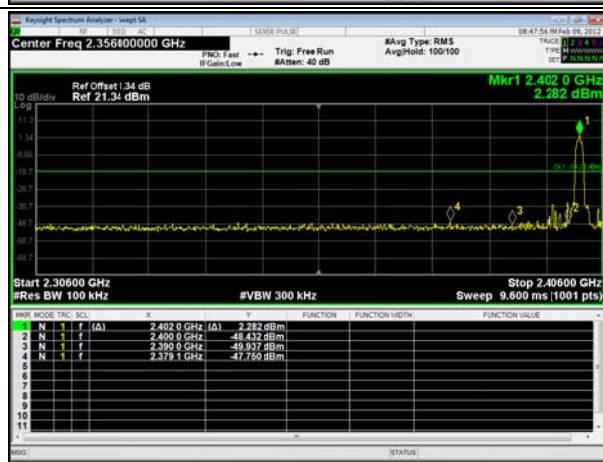 Keysight Spectrum Analyzer - Swept SA
RF 50Ω AC SENSE:PULSE 08:47:56 PM Feb 09, 2012
Center Freq 2.356000000 GHz
PNO: Fast Trig: Free Run
IFGain:Low #Atten: 40 dB
#Avg Type: RMS
Avg|Hold: 100/100
TRACE 1 2 3 4 5 6
TYPE M
DET P N N N N N
Mkr1 2.402 0 GHz
2.282 dBm
Ref Offset 1.34 dB
10 dB/div Ref 21.34 dBm
Log
11.3
1.34
-8.66
-18.7
-28.7
-38.7
-48.7
-58.7
-68.7
1
2
3
4
Start 2.30600 GHz Stop 2.40600 GHz
#Res BW 100 kHz #VBW 300 kHz Sweep 9.600 ms (1001 pts)
MKR MODE TRC SCL X Y FUNCTION FUNCTION WIDTH FUNCTION VALUE
1 N 1 f (Δ) 2.402 0 GHz (Δ) 2.282 dBm
2 N 1 f 2.400 0 GHz -48.432 dBm
3 N 1 f 2.390 0 GHz -49.937 dBm
4 N 1 f 2.379 1 GHz -47.750 dBm
5
6
7
8
9
10
11
MSG STATUS